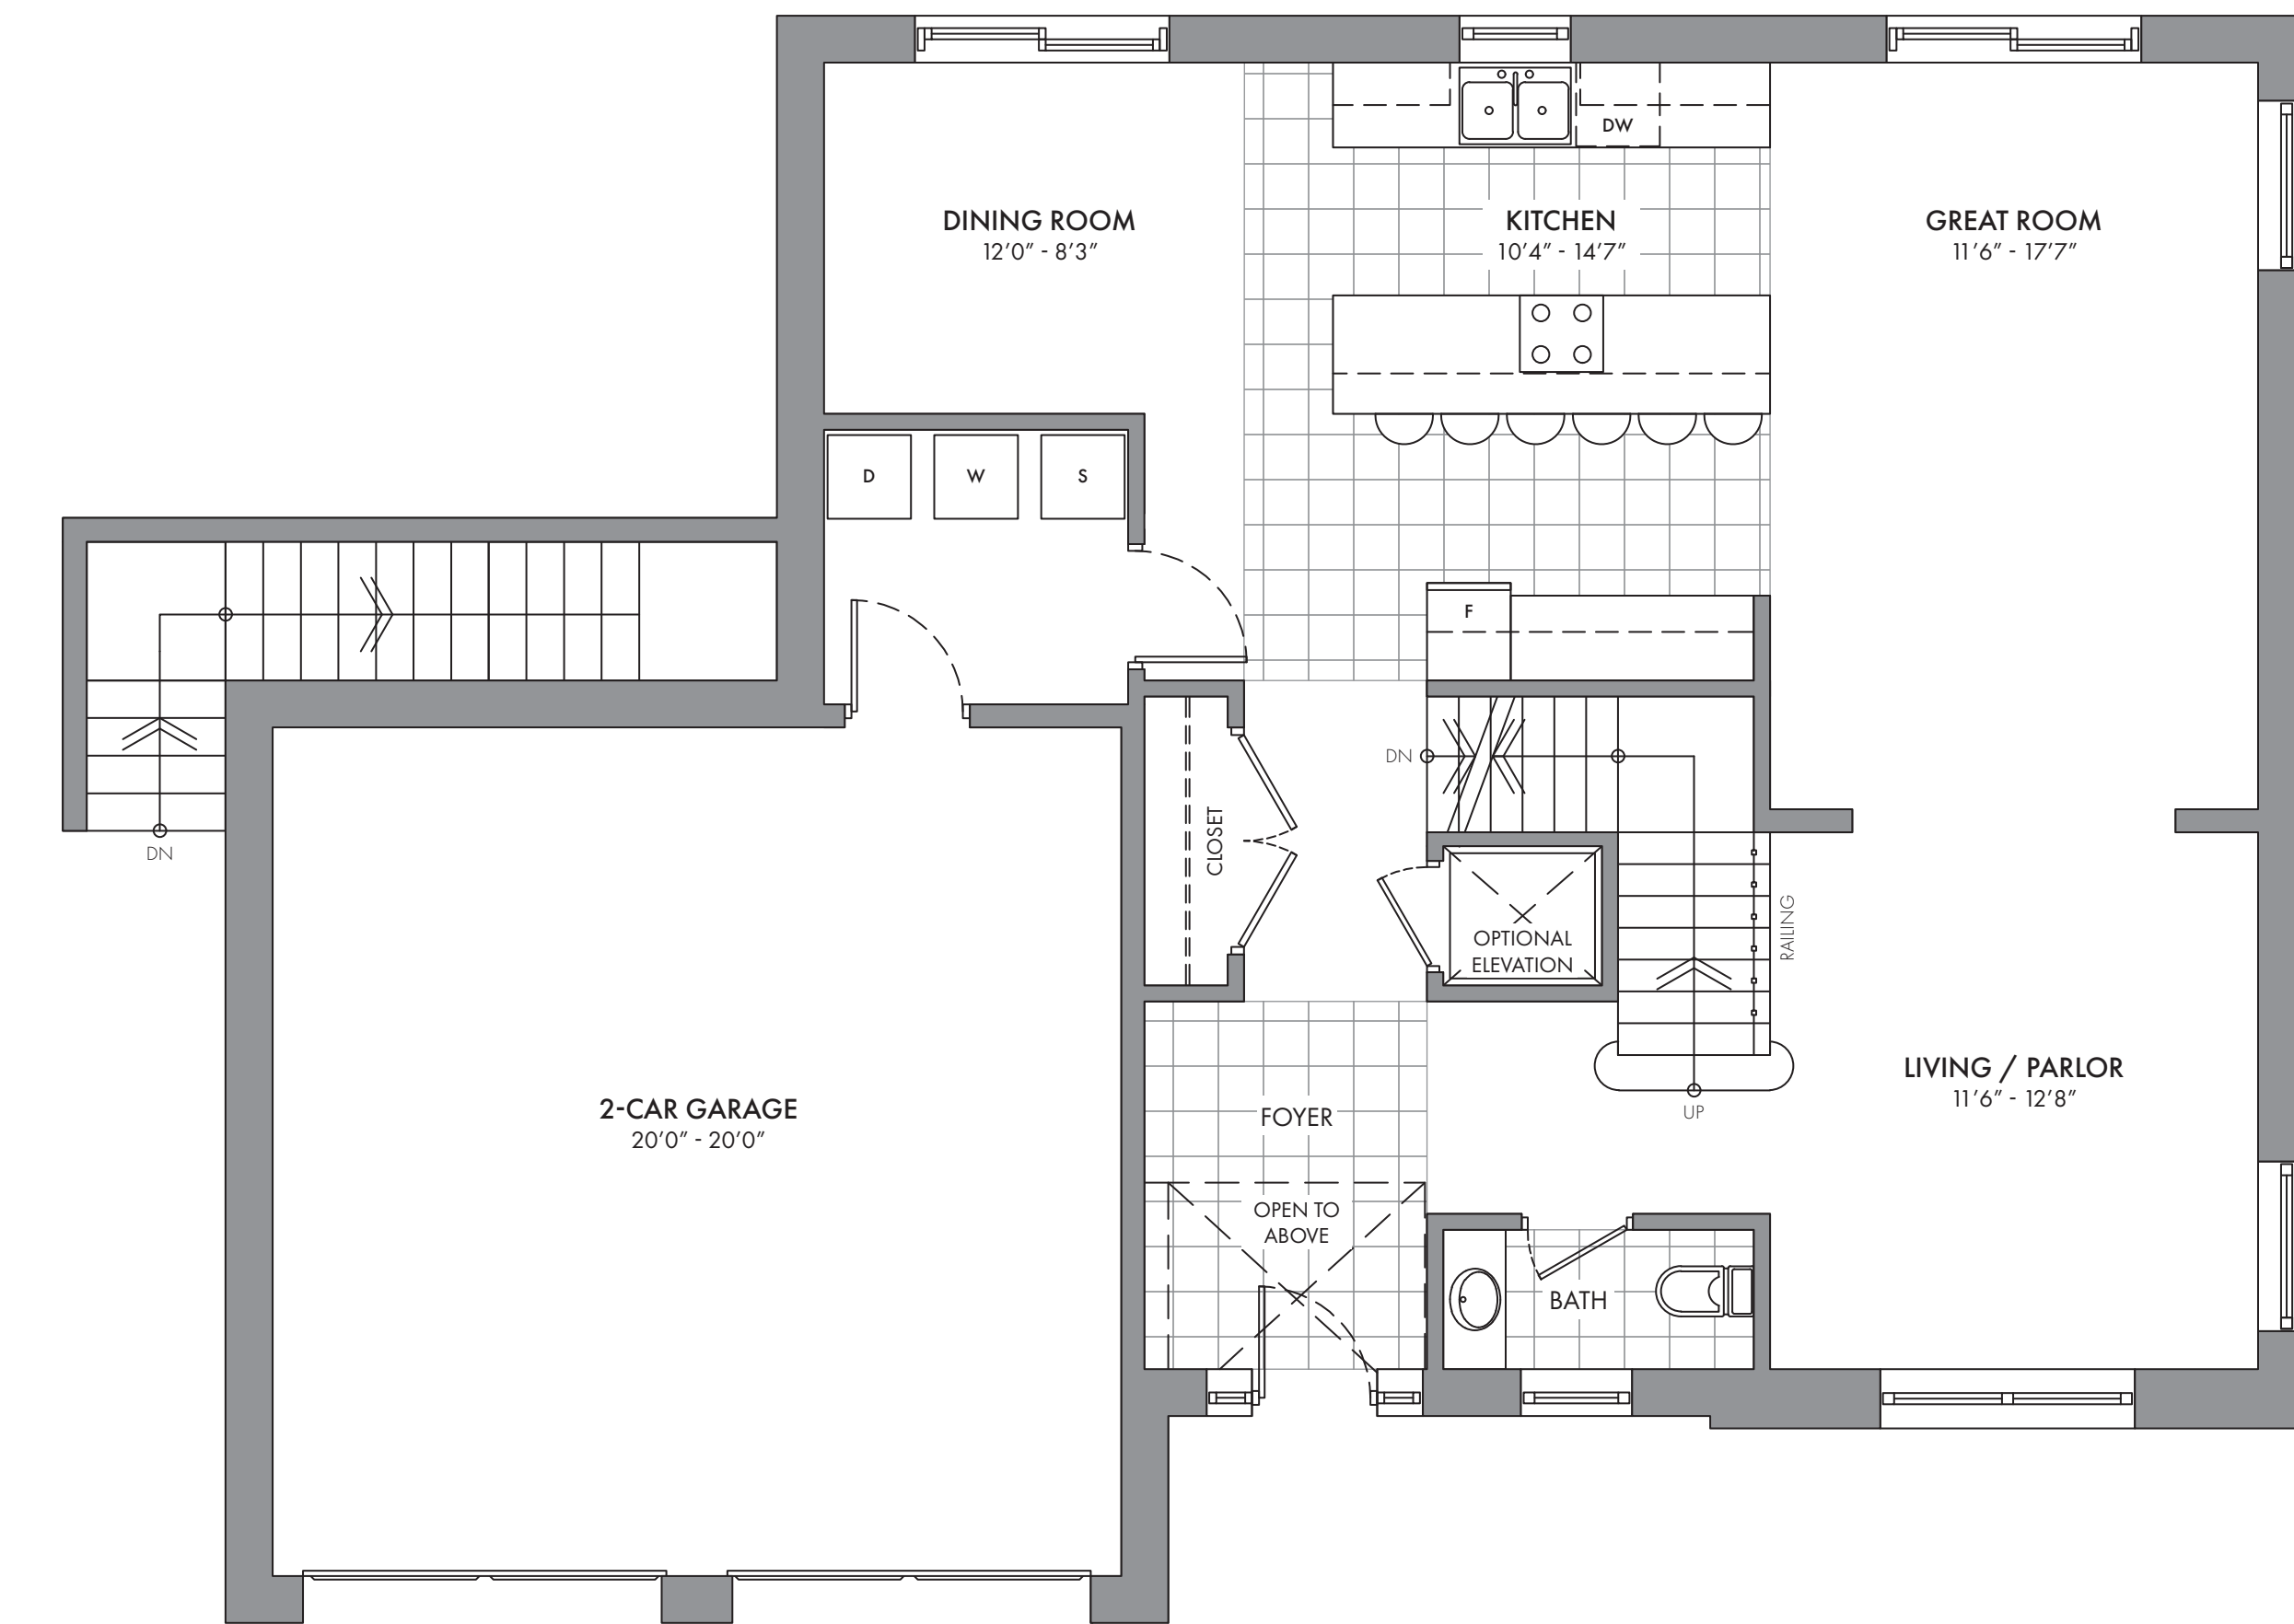 DW
DINING ROOM
12'0" - 8'3"
KITCHEN
10'4" - 14'7"
GREAT ROOM
11'6" - 17'7"
D
W
S
F
DN
DN
CLOSET
OPTIONAL
ELEVATION
RAILING
LIVING / PARLOR
11'6" - 12'8"
2-CAR GARAGE
20'0" - 20'0"
FOYER
UP
OPEN TO
ABOVE
BATH